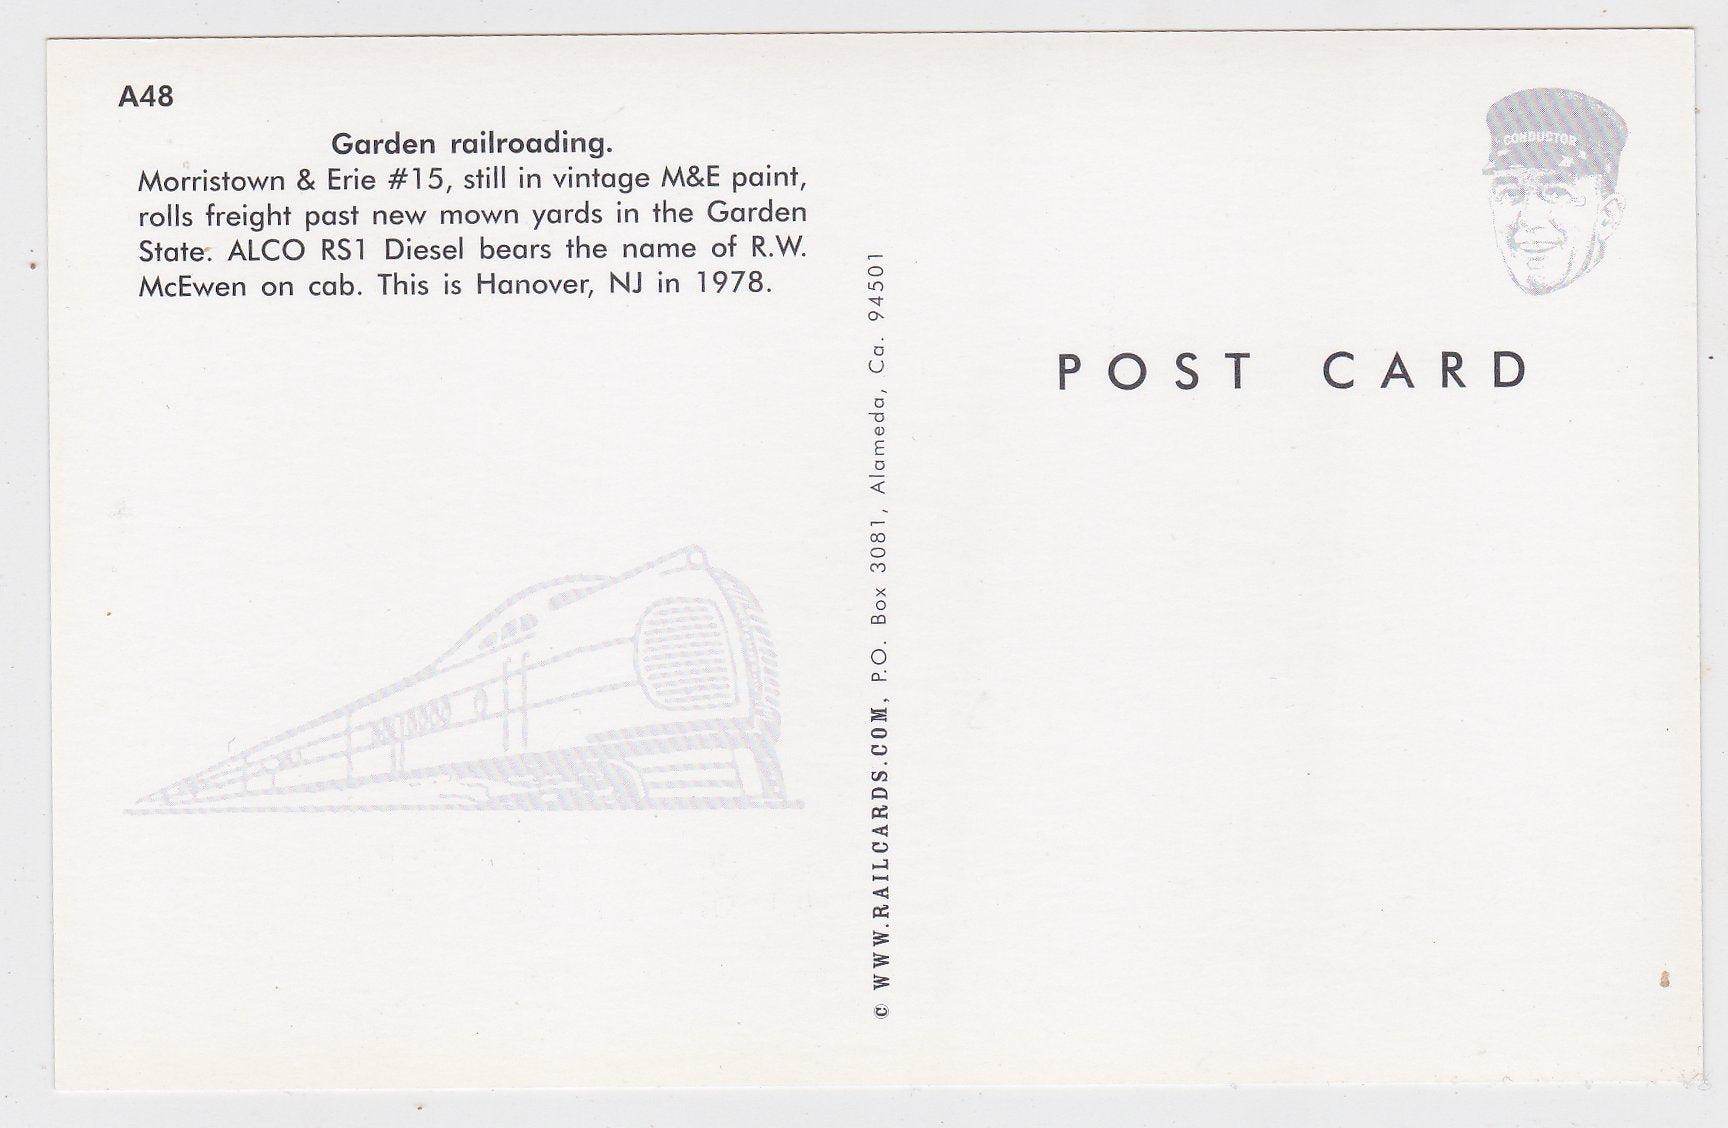 A48
Garden railroading.
Morristown & Erie #15, still in vintage M&E paint,
rolls freight past new mown yards in the Garden
State. ALCO RS1 Diesel bears the name of R.W.
McEwen on cab. This is Hanover, NJ in 1978.
© WWW.RAILCARDS.COM, P.O. Box 3081, Alameda, Ca. 94501
CONDUCTOR
POST CARD